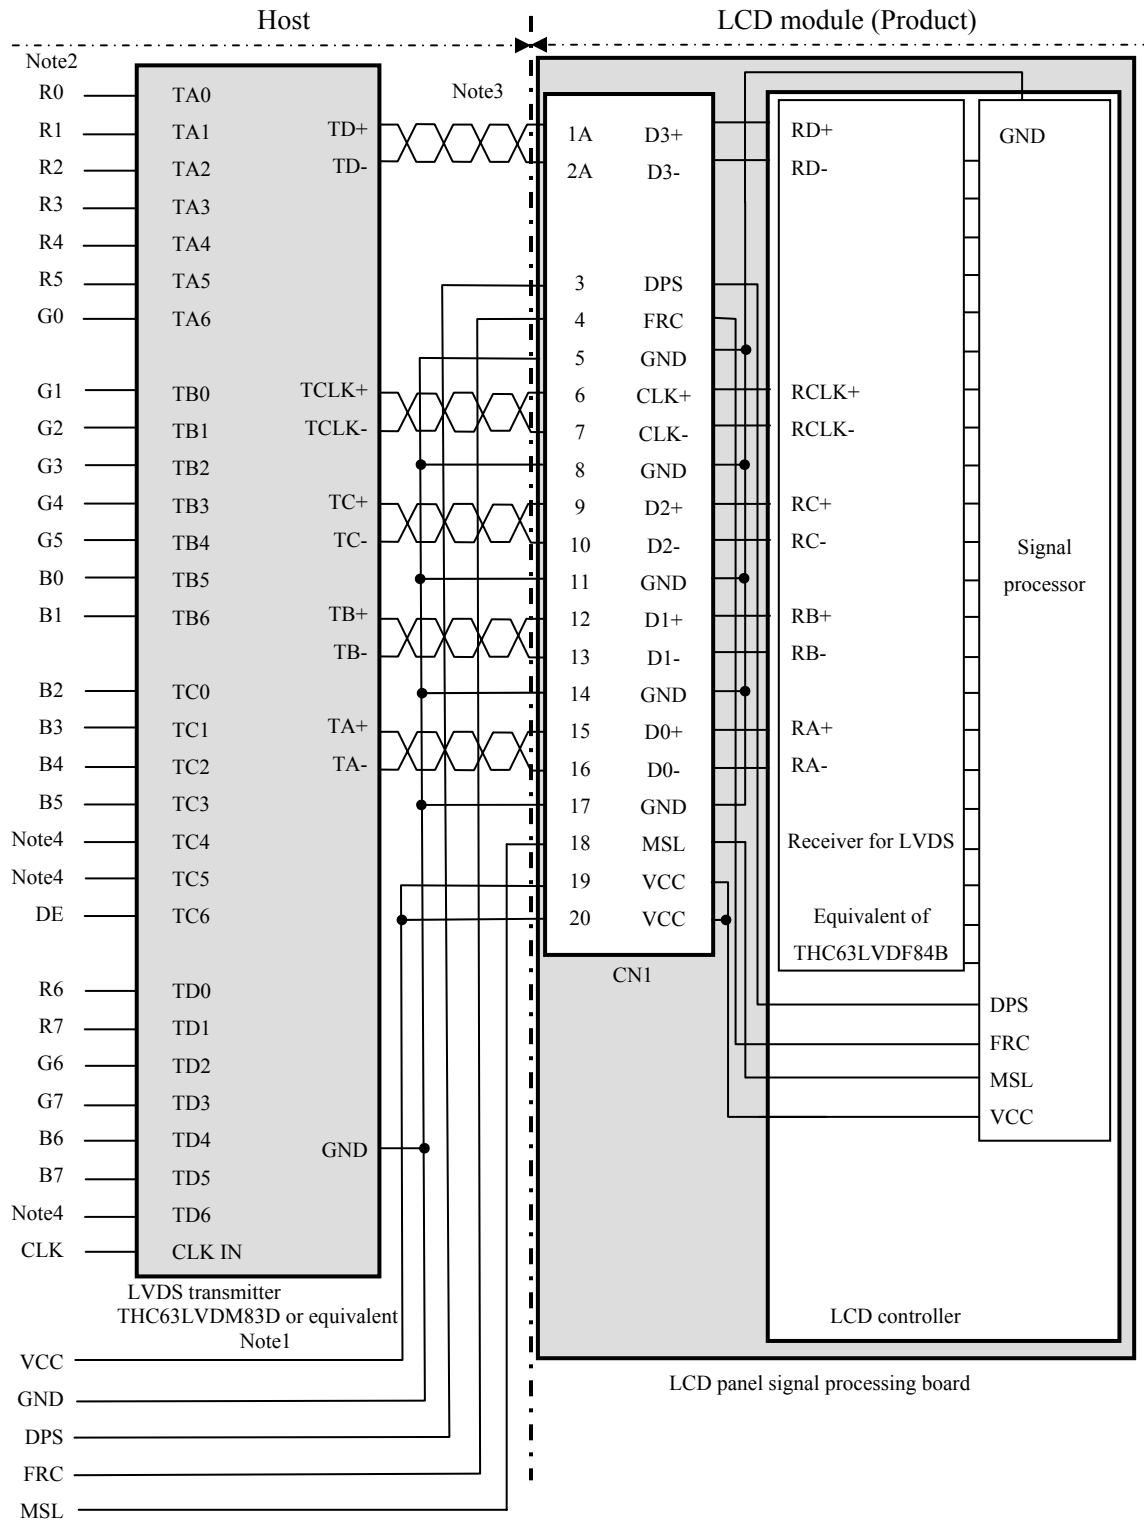 Host
LCD module (Product)
Note2
Note3
R0 TA0
R1 TA1 TD+ 1A D3+ RD+ GND
R2 TA2 TD- 2A D3- RD-
R3 TA3
R4 TA4
R5 TA5 3 DPS
G0 TA6 4 FRC
5 GND
G1 TB0 TCLK+ 6 CLK+ RCLK+
G2 TB1 TCLK- 7 CLK- RCLK-
G3 TB2 8 GND
G4 TB3 TC+ 9 D2+ RC+
G5 TB4 TC- 10 D2- RC- Signal
B0 TB5 11 GND processor
B1 TB6 TB+ 12 D1+ RB+
TB- 13 D1- RB-
B2 TC0 14 GND
B3 TC1 TA+ 15 D0+ RA+
B4 TC2 TA- 16 D0- RA-
B5 TC3 17 GND
Note4 TC4 18 MSL Receiver for LVDS
Note4 TC5 19 VCC
DE TC6 20 VCC Equivalent of
THC63LVDF84B
CN1
R6 TD0 DPS
R7 TD1 FRC
G6 TD2 MSL
G7 TD3 VCC
B6 TD4 GND
B7 TD5
Note4 TD6
CLK CLK IN
LVDS transmitter
THC63LVDM83D or equivalent
Note1
LCD controller
VCC
LCD panel signal processing board
GND
DPS
FRC
MSL